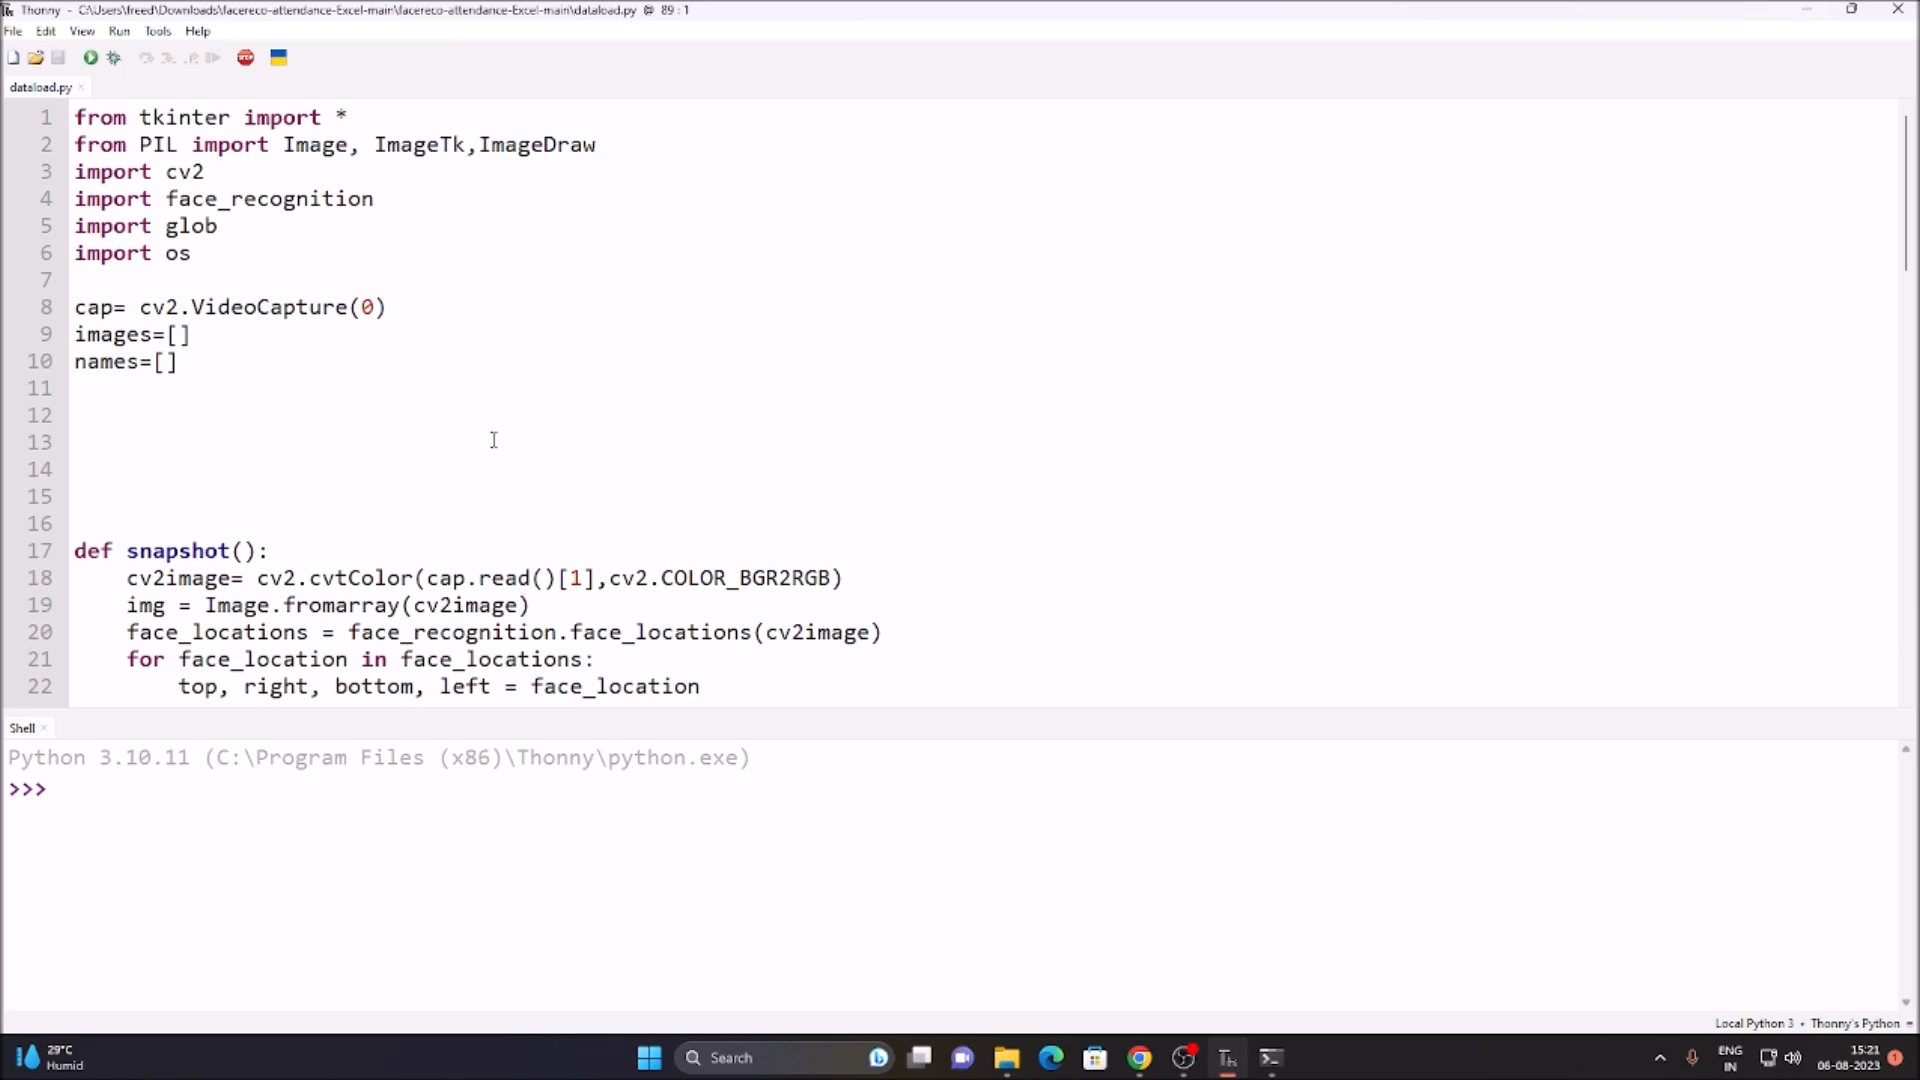 Thonny - C:\Users\freed\Downloads\facereco-attendance-Excel-main\facereco-attendance-Excel-main\dataload.py @ 89 : 1
File Edit View Run Tools Help
STOP
dataload.py ×
1 from tkinter import *
2 from PIL import Image, ImageTk,ImageDraw
3 import cv2
4 import face_recognition
5 import glob
6 import os
7
8 cap= cv2.VideoCapture(0)
9 images=[]
10 names=[]
11
12
13
14
15
16
17 def snapshot():
18 cv2image= cv2.cvtColor(cap.read()[1],cv2.COLOR_BGR2RGB)
19 img = Image.fromarray(cv2image)
20 face_locations = face_recognition.face_locations(cv2image)
21 for face_location in face_locations:
22 top, right, bottom, left = face_location
Shell ×
Python 3.10.11 (C:\Program Files (x86)\Thonny\python.exe)
>>>
Local Python 3 • Thonny's Python ≡
29°C
Humid
Search
ENG
IN
15:21
06-08-2023
1